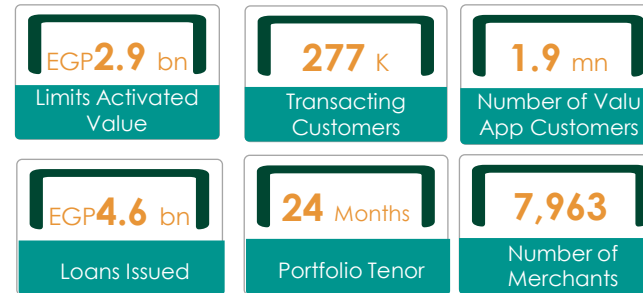 EGP2.9 bn
Limits Activated
Value
277 K
Transacting
Customers
1.9 mn
Number of Valu
App Customers
EGP4.6 bn
Loans Issued
24 Months
Portfolio Tenor
7,963
Number of
Merchants